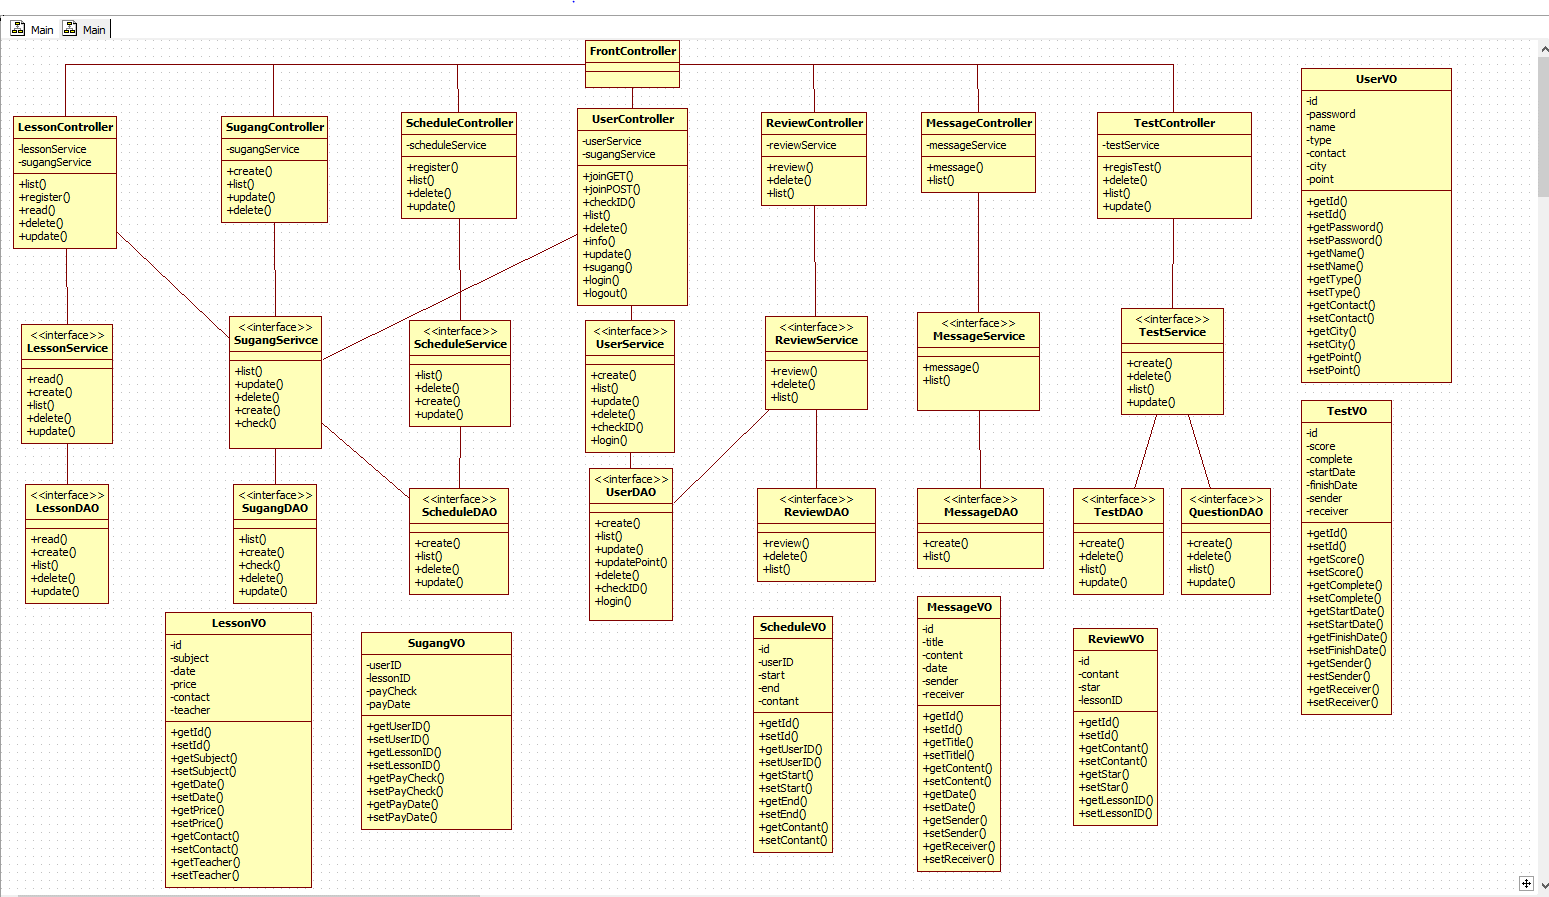 Main
Main
FrontController
LessonController
-lessonService
-sugangService
+list()
+register()
+read()
+delete()
+update()
SugangController
-sugangService
+create()
+list()
+update()
+delete()
ScheduleController
-scheduleService
+register()
+list()
+delete()
+update()
UserController
-userService
-sugangService
+joinGET()
+joinPOST()
+checkID()
+list()
+delete()
+info()
+update()
+sugang()
+login()
+logout()
ReviewController
-reviewService
+review()
+delete()
+list()
MessageController
-messageService
+message()
+list()
TestController
-testService
+regisTest()
+delete()
+list()
+update()
UserVO
-id
-password
-name
-type
-contact
-city
-point
+getId()
+setId()
+getPassword()
+setPassword()
+getName()
+setName()
+getType()
+setType()
+getContact()
+setContact()
+getCity()
+setCity()
+getPoint()
+setPoint()
<<interface>>
LessonService
+read()
+create()
+list()
+delete()
+update()
<<interface>>
SugangSerivce
+list()
+update()
+delete()
+create()
+check()
<<interface>>
ScheduleService
+list()
+delete()
+create()
+update()
<<interface>>
UserService
+create()
+list()
+update()
+delete()
+checkID()
+login()
<<interface>>
ReviewService
+review()
+delete()
+list()
<<interface>>
MessageService
+message()
+list()
<<interface>>
TestService
+create()
+delete()
+list()
+update()
TestVO
-id
-score
-complete
-startDate
-finishDate
-sender
-receiver
+getId()
+setId()
+getScore()
+setScore()
+getComplete()
+setComplete()
+getStartDate()
+setStartDate()
+getFinishDate()
+setFinishDate()
+getSender()
+estSender()
+getReceiver()
+setReceiver()
<<interface>>
LessonDAO
+read()
+create()
+list()
+delete()
+update()
<<interface>>
SugangDAO
+list()
+create()
+check()
+delete()
+update()
<<interface>>
ScheduleDAO
+create()
+list()
+delete()
+update()
<<interface>>
UserDAO
+create()
+list()
+update()
+updatePoint()
+delete()
+checkID()
+login()
<<interface>>
ReviewDAO
+review()
+delete()
+list()
<<interface>>
MessageDAO
+create()
+list()
<<interface>>
TestDAO
+create()
+delete()
+list()
+update()
<<interface>>
QuestionDAO
+create()
+delete()
+list()
+update()
LessonVO
-id
-subject
-date
-price
-contact
-teacher
+getId()
+setId()
+getSubject()
+setSubject()
+getDate()
+setDate()
+getPrice()
+setPrice()
+getContact()
+setContact()
+getTeacher()
+setTeacher()
SugangVO
-userID
-lessonID
-payCheck
-payDate
+getUserID()
+setUserID()
+getLessonID()
+setLessonID()
+getPayCheck()
+setPayCheck()
+getPayDate()
+setPayDate()
ScheduleVO
-id
-userID
-start
-end
-contant
+getId()
+setId()
+getUserID()
+setUserID()
+getStart()
+setStart()
+getEnd()
+setEnd()
+getContant()
+setContant()
MessageVO
-id
-title
-content
-date
-sender
-receiver
+getId()
+setId()
+getTitle()
+setTitlel()
+getContent()
+setContent()
+getDate()
+setDate()
+getSender()
+setSender()
+getReceiver()
+setReceiver()
ReviewVO
-id
-contant
-star
-lessonID
+getId()
+setId()
+getContant()
+setContant()
+getStar()
+setStar()
+getLessonID()
+setLessonID()